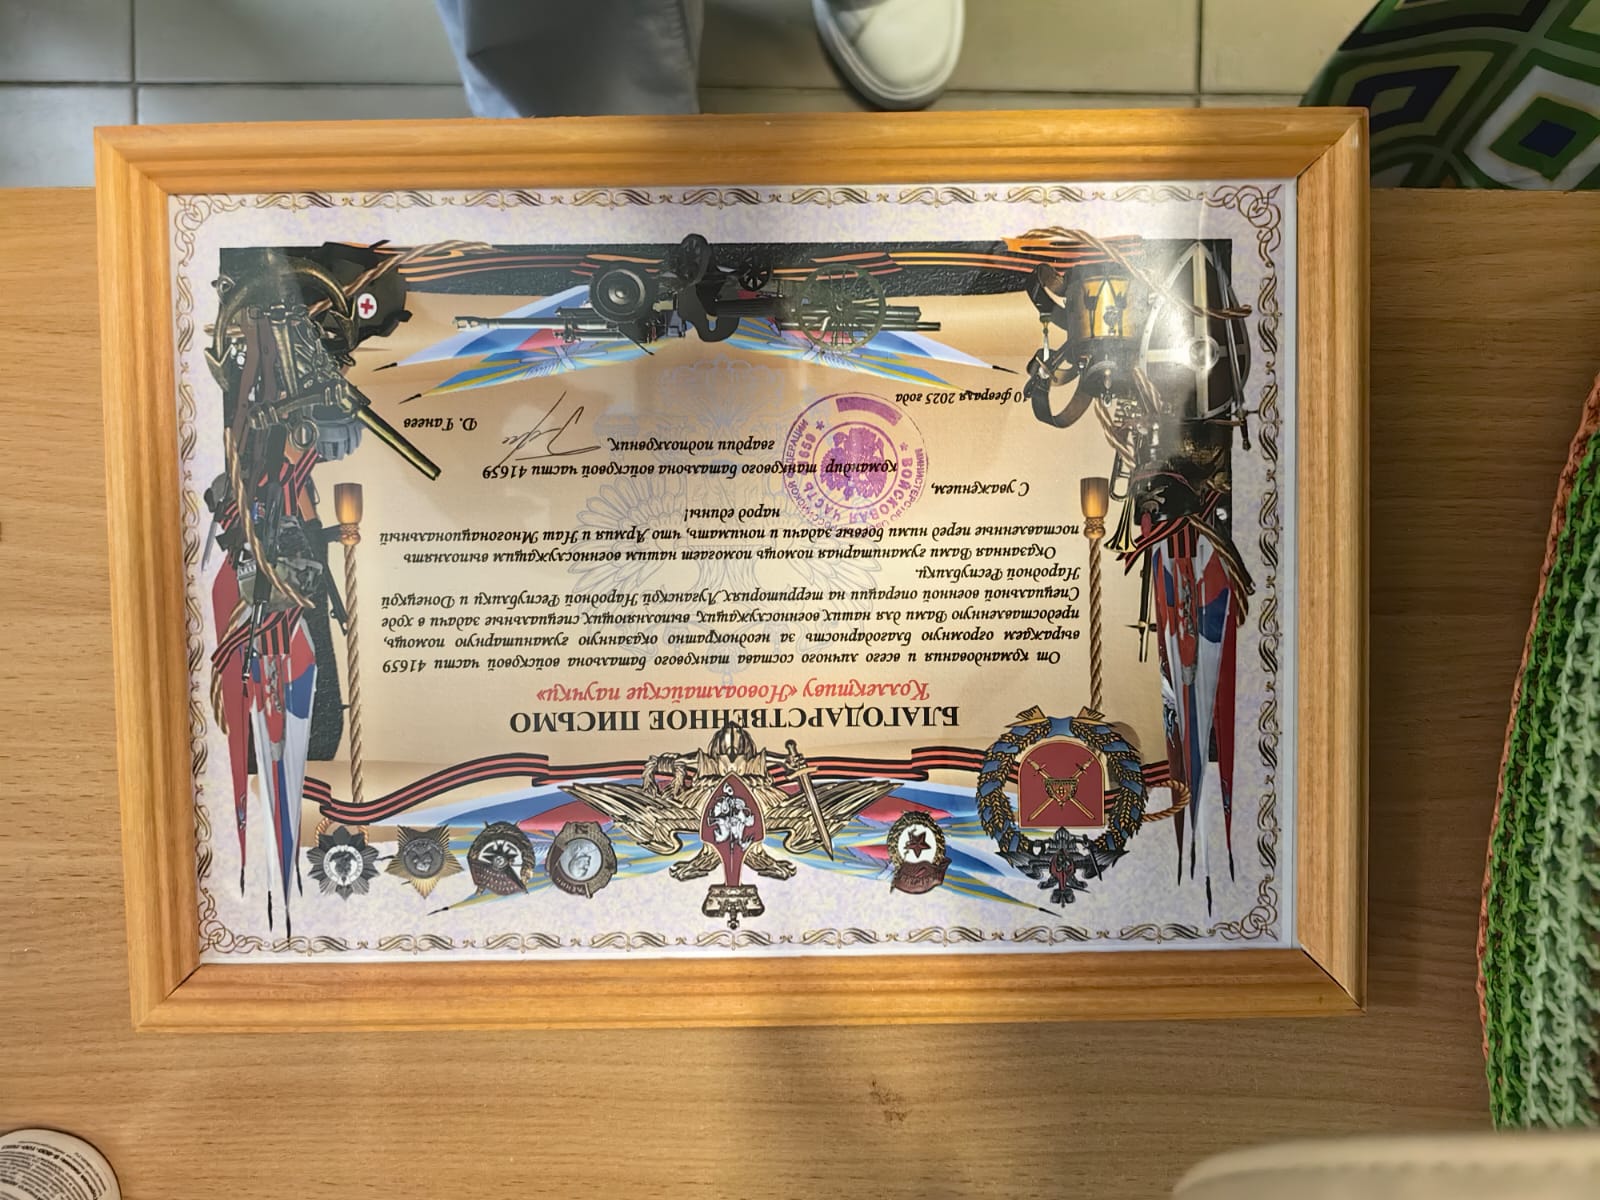 БЛАГОДАРСТВЕННОЕ ПИСЬМО
Коллективу «Новоалтайские паучки»
От командования и всего личного состава танкового батальона войсковой части 41659
выражаем огромную благодарность за неоднократно оказанную гуманитарную помощь,
предоставленную Вами для наших военнослужащих, выполняющих специальные задачи в ходе
Специальной военной операции на территориях Луганской Народной Республики и Донецкой
Народной Республики.
Оказанная Вами гуманитарная помощь помогает нашим военнослужащим выполнять
поставленные перед ними боевые задачи и понимать, что Армия и Наш Многонациональный
народ едины!
С уважением,
Командир танкового батальона войсковой части 41659
гвардии подполковник
Д. Ганеев
10 февраля 2025 года
ВОЙСКОВАЯ ЧАСТЬ 41659